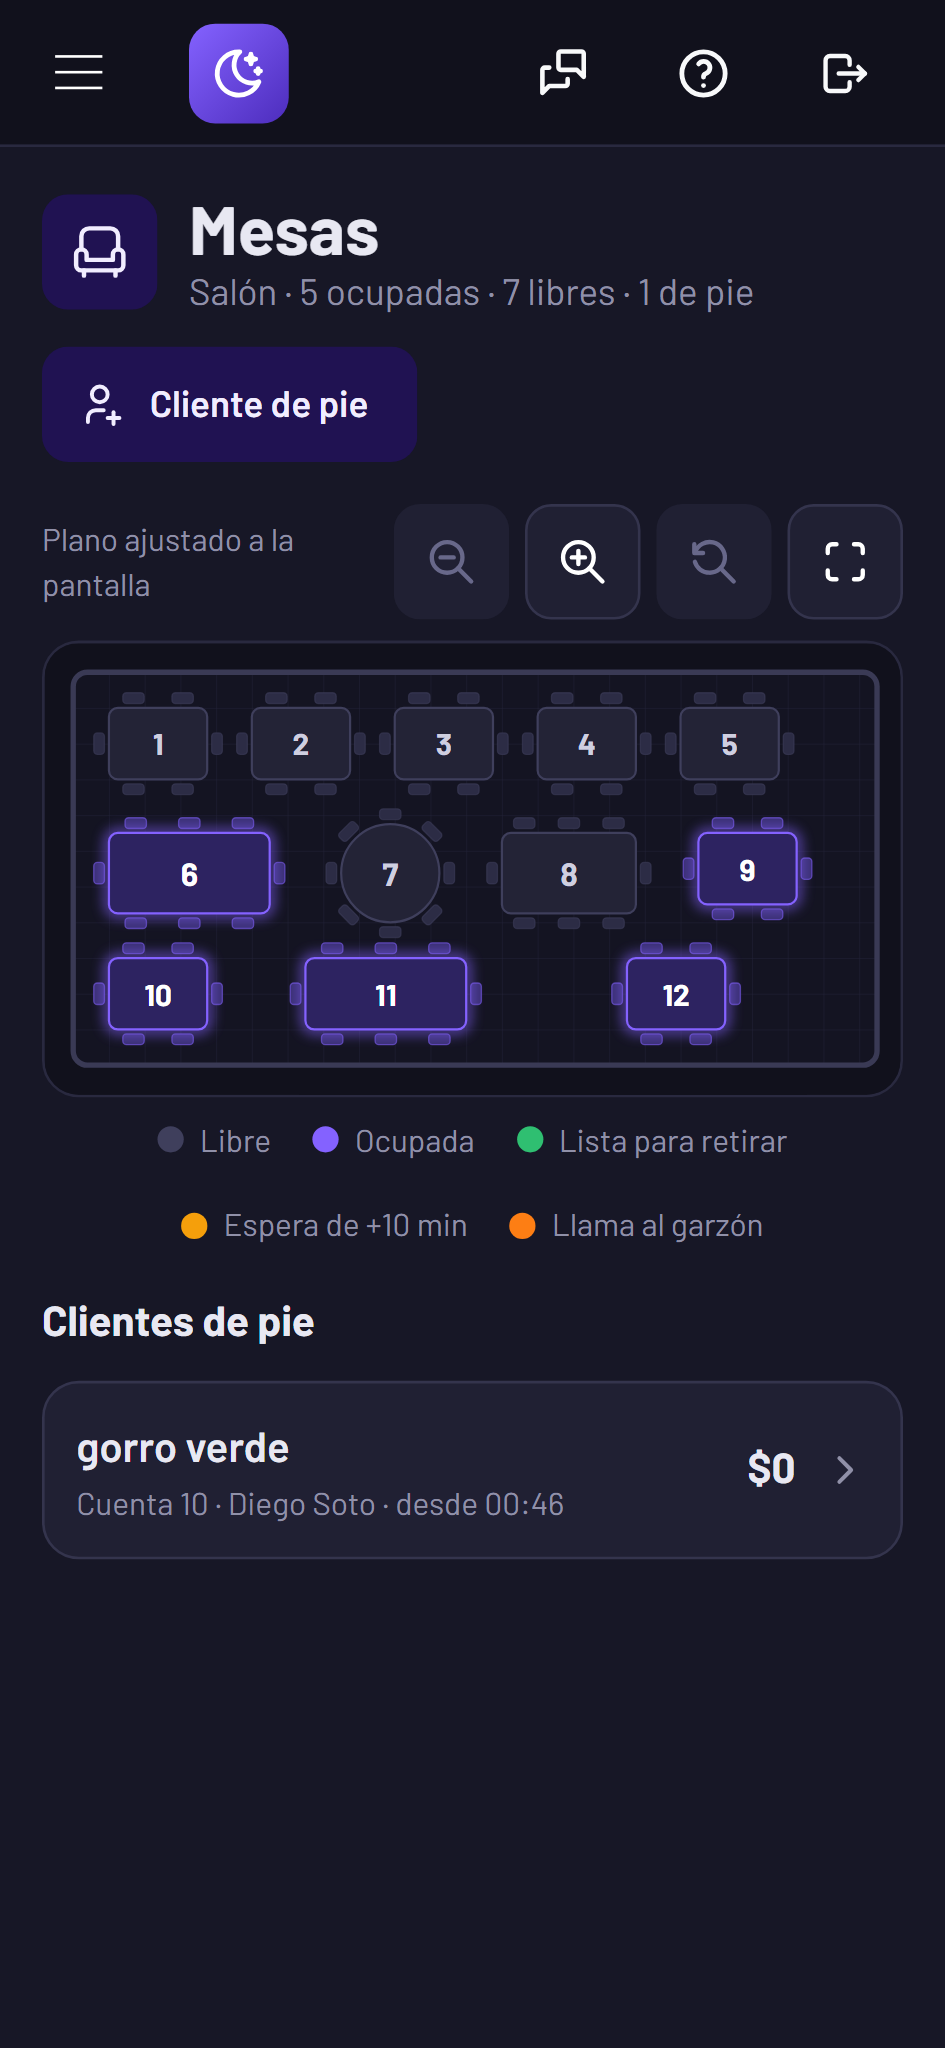 Mesas
Salón · 5 ocupadas · 7 libres · 1 de pie
Cliente de pie
Plano ajustado a la
pantalla
1 2 3 4 5
6 7 8 9
10 11 12
Libre Ocupada Lista para retirar
Espera de +10 min Llama al garzón
Clientes de pie
gorro verde
$0
Cuenta 10 · Diego Soto · desde 00:46